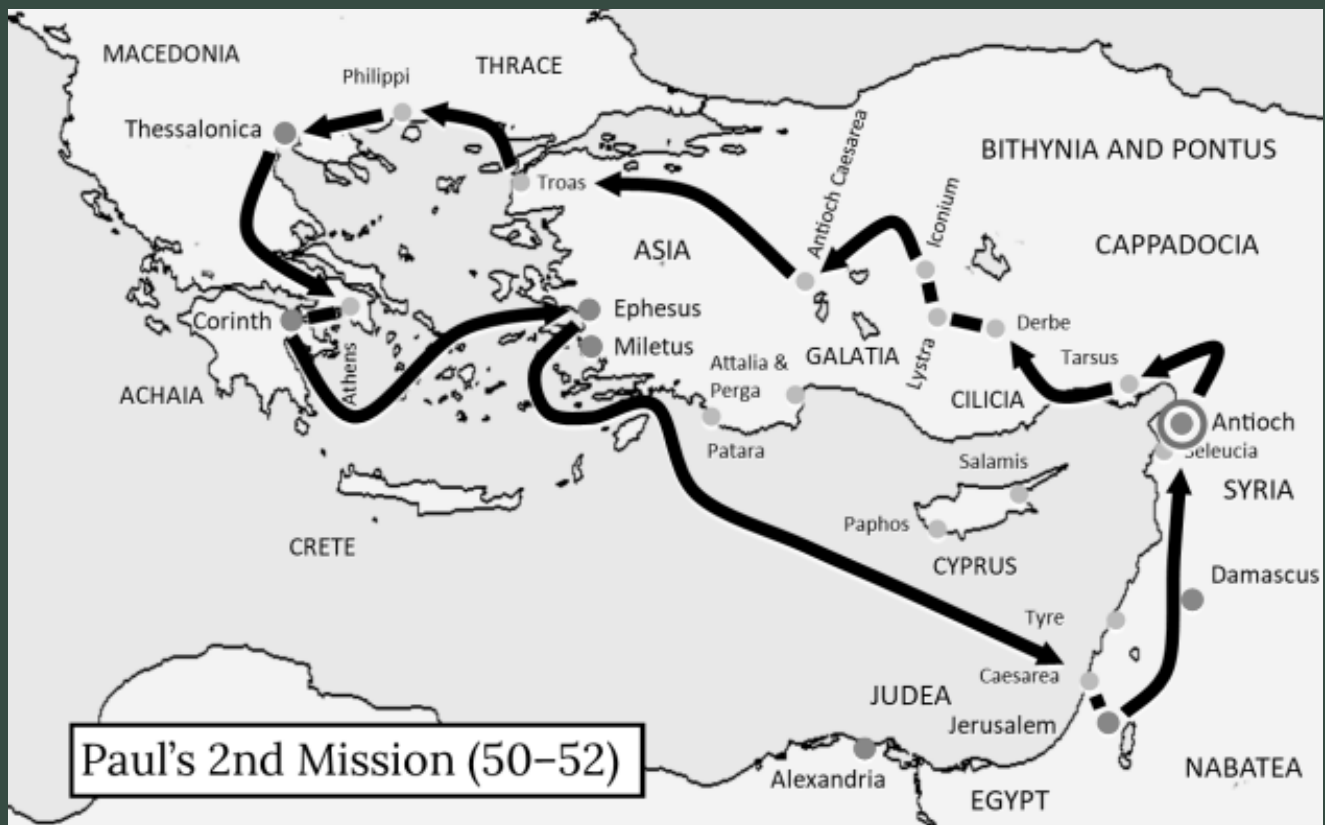 MACEDONIA
THRACE
Philippi
Thessalonica
BITHYNIA AND PONTUS
Troas
Antioch Caesarea
Iconium
ASIA
CAPPADOCIA
Ephesus
Corinth
Derbe
Miletus
Athens
Lystra
GALATIA
Tarsus
Attalia &
Perga
ACHAIA
CILICIA
Antioch
Patara
Seleucia
Salamis
SYRIA
Paphos
CRETE
CYPRUS
Damascus
Tyre
Caesarea
JUDEA
Jerusalem
Paul's 2nd Mission (50–52)
NABATEA
Alexandria
EGYPT